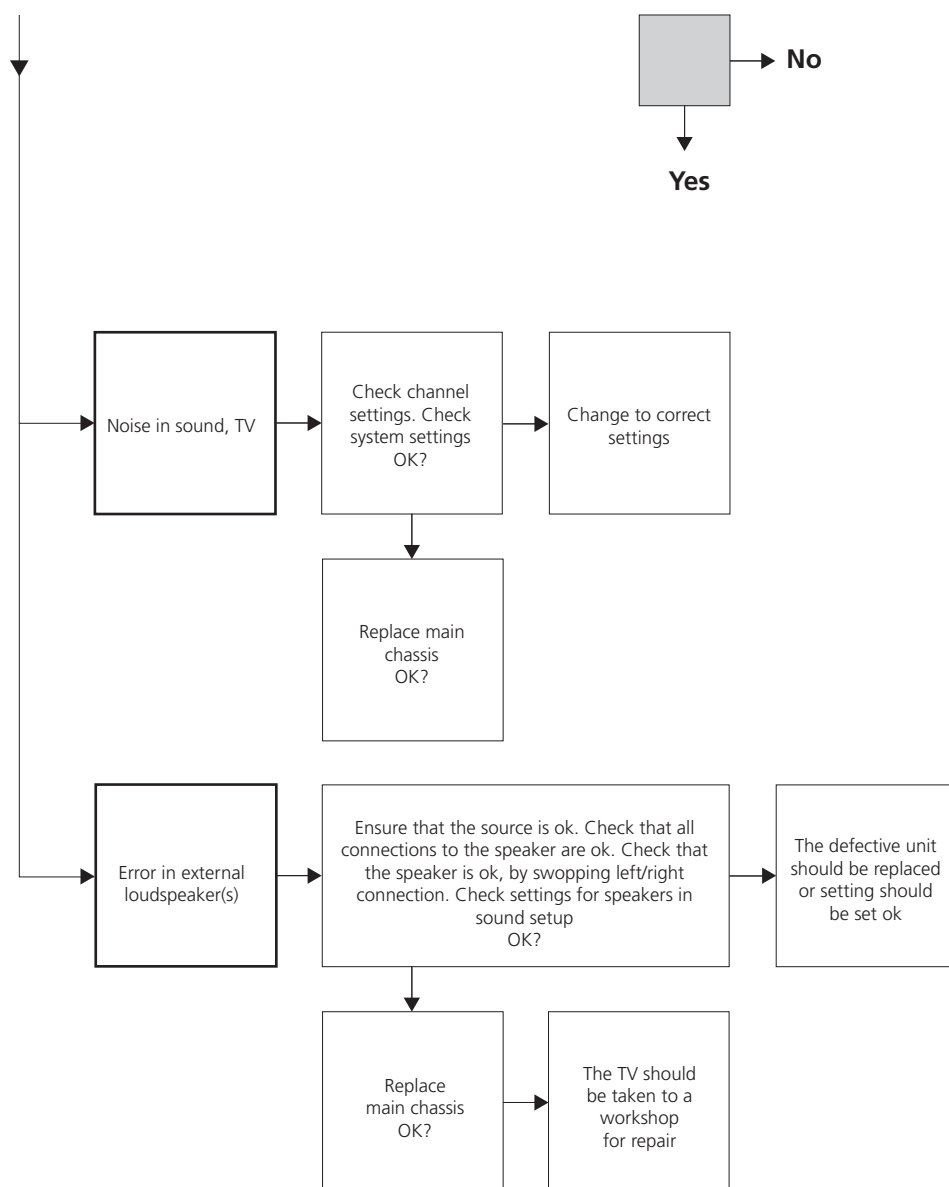 No
Yes
Noise in sound, TV
Check channel
settings. Check
system settings
OK?
Change to correct
settings
Replace main
chassis
OK?
Error in external
loudspeaker(s)
Ensure that the source is ok. Check that all
connections to the speaker are ok. Check that
the speaker is ok, by swopping left/right
connection. Check settings for speakers in
sound setup
OK?
The defective unit
should be replaced
or setting should
be set ok
Replace
main chassis
OK?
The TV should
be taken to a
workshop
for repair